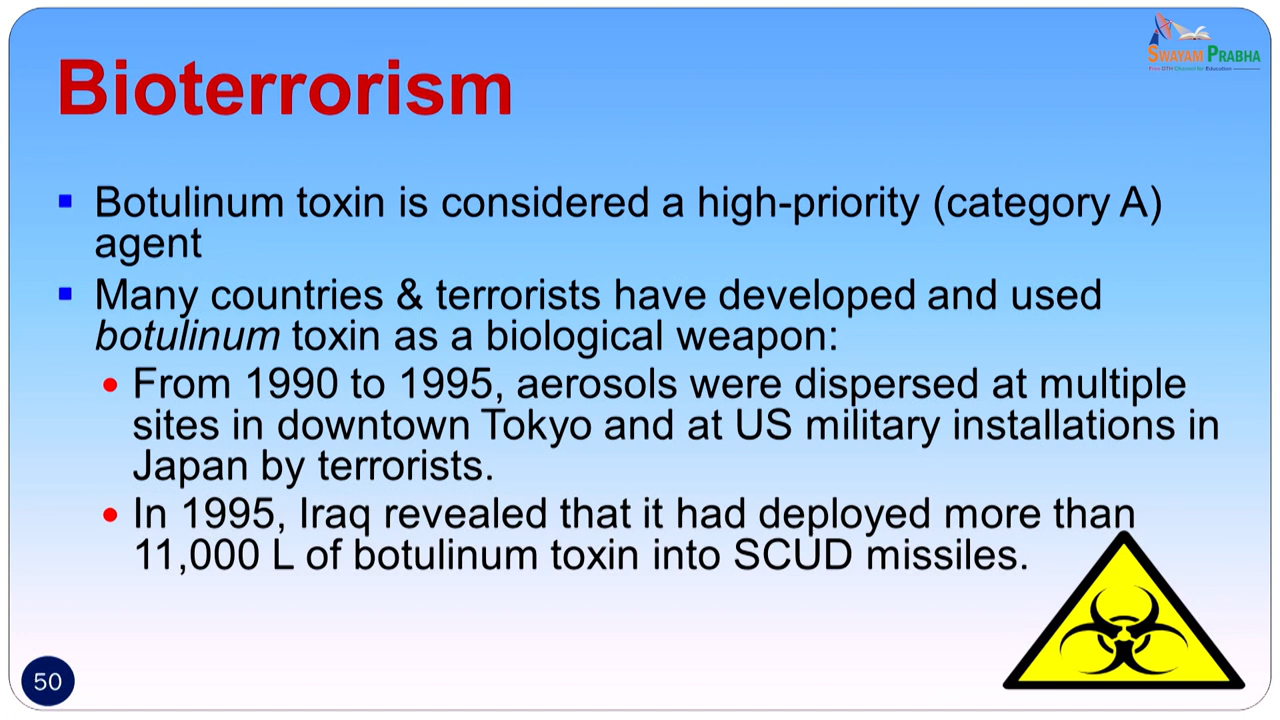 SWAYAM PRABHA
Free DTH Channel for Education
Bioterrorism
Botulinum toxin is considered a high-priority (category A)
agent
Many countries & terrorists have developed and used
botulinum toxin as a biological weapon:
From 1990 to 1995, aerosols were dispersed at multiple
sites in downtown Tokyo and at US military installations in
Japan by terrorists.
In 1995, Iraq revealed that it had deployed more than
11,000 L of botulinum toxin into SCUD missiles.
50